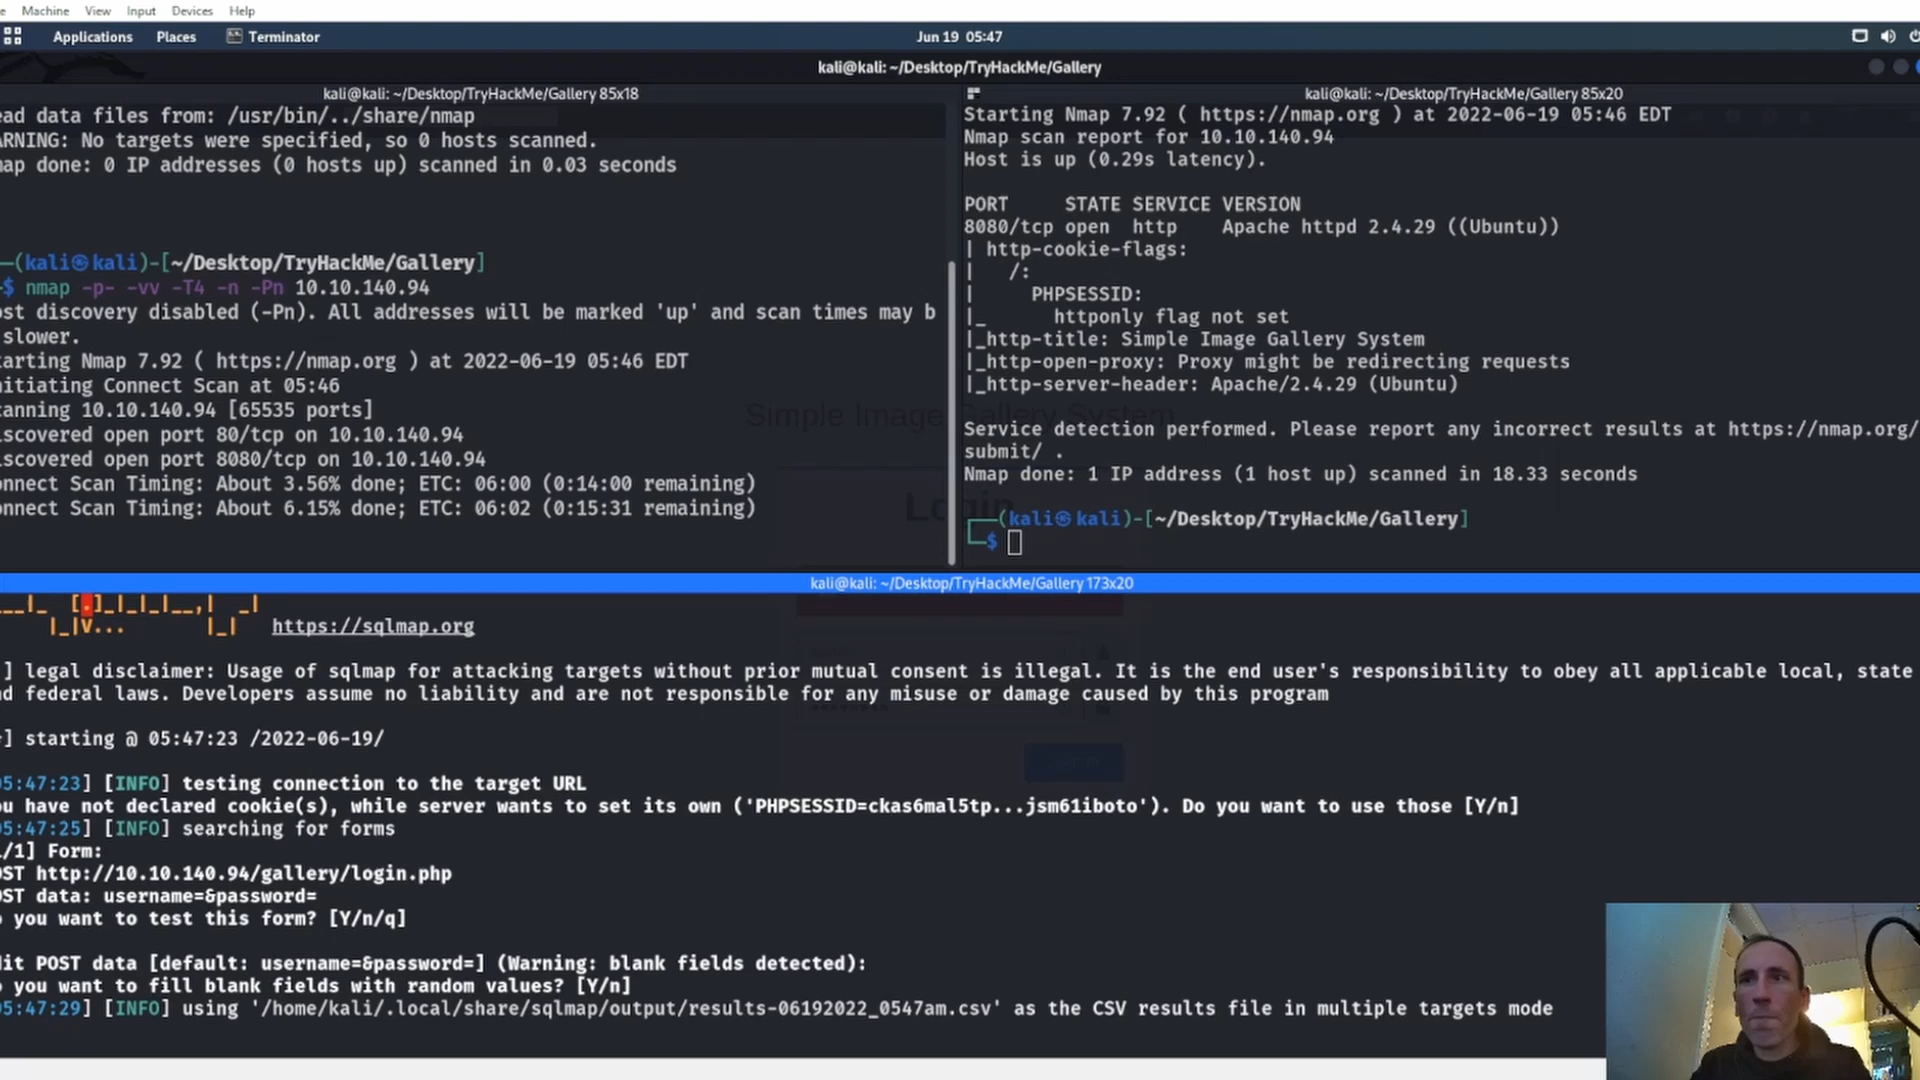 Machine View Input Devices Help
Applications Places Terminator Jun 19 05:47
kali@kali: ~/Desktop/TryHackMe/Gallery
kali@kali: ~/Desktop/TryHackMe/Gallery 85x18
ead data files from: /usr/bin/../share/nmap
ARNING: No targets were specified, so 0 hosts scanned.
map done: 0 IP addresses (0 hosts up) scanned in 0.03 seconds
(kali㉿kali)-[~/Desktop/TryHackMe/Gallery]
$ nmap -p- -vv -T4 -n -Pn 10.10.140.94
ost discovery disabled (-Pn). All addresses will be marked 'up' and scan times may b
slower.
tarting Nmap 7.92 ( https://nmap.org ) at 2022-06-19 05:46 EDT
nitiating Connect Scan at 05:46
canning 10.10.140.94 [65535 ports]
iscovered open port 80/tcp on 10.10.140.94
iscovered open port 8080/tcp on 10.10.140.94
onnect Scan Timing: About 3.56% done; ETC: 06:00 (0:14:00 remaining)
onnect Scan Timing: About 6.15% done; ETC: 06:02 (0:15:31 remaining)
kali@kali: ~/Desktop/TryHackMe/Gallery 85x20
Starting Nmap 7.92 ( https://nmap.org ) at 2022-06-19 05:46 EDT
Nmap scan report for 10.10.140.94
Host is up (0.29s latency).
PORT     STATE SERVICE VERSION
8080/tcp open  http    Apache httpd 2.4.29 ((Ubuntu))
| http-cookie-flags:
|   /:
|     PHPSESSID:
|_      httponly flag not set
|_http-title: Simple Image Gallery System
|_http-open-proxy: Proxy might be redirecting requests
|_http-server-header: Apache/2.4.29 (Ubuntu)
Simple Image Gallery System
Service detection performed. Please report any incorrect results at https://nmap.org/
submit/ .
Nmap done: 1 IP address (1 host up) scanned in 18.33 seconds
Login
(kali㉿kali)-[~/Desktop/TryHackMe/Gallery]
$
kali@kali: ~/Desktop/TryHackMe/Gallery 173x20
https://sqlmap.org
] legal disclaimer: Usage of sqlmap for attacking targets without prior mutual consent is illegal. It is the end user's responsibility to obey all applicable local, state
nd federal laws. Developers assume no liability and are not responsible for any misuse or damage caused by this program
] starting @ 05:47:23 /2022-06-19/
05:47:23] [INFO] testing connection to the target URL
ou have not declared cookie(s), while server wants to set its own ('PHPSESSID=ckas6mal5tp...jsm61iboto'). Do you want to use those [Y/n]
05:47:25] [INFO] searching for forms
/1] Form:
OST http://10.10.140.94/gallery/login.php
OST data: username=&password=
o you want to test this form? [Y/n/q]
dit POST data [default: username=&password=] (Warning: blank fields detected):
o you want to fill blank fields with random values? [Y/n]
05:47:29] [INFO] using '/home/kali/.local/share/sqlmap/output/results-06192022_0547am.csv' as the CSV results file in multiple targets mode